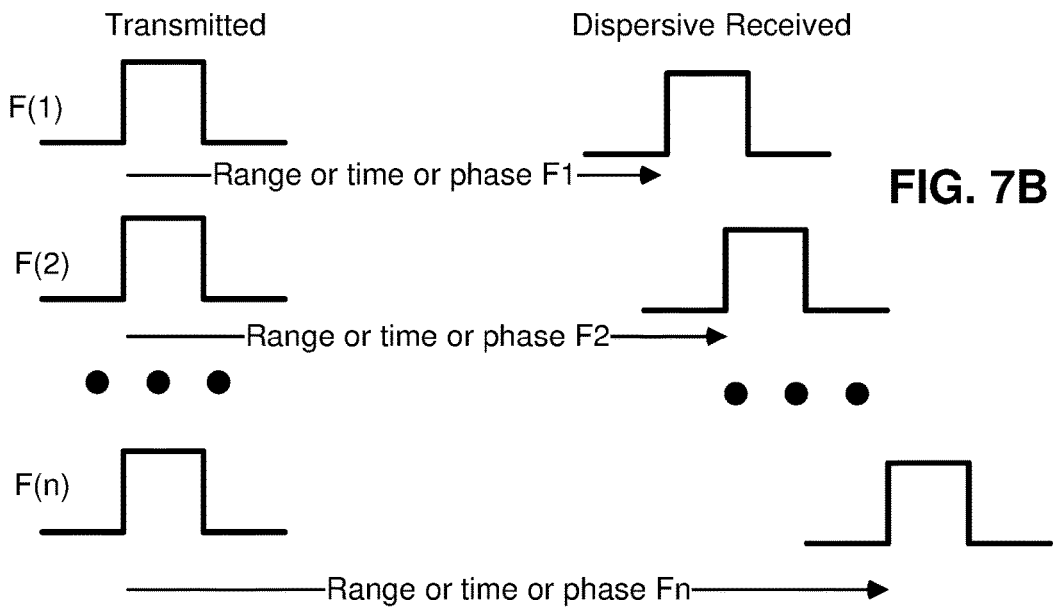 Transmitted
Dispersive Received
F(1)
Range or time or phase F1
FIG. 7B
F(2)
Range or time or phase F2
F(n)
Range or time or phase Fn